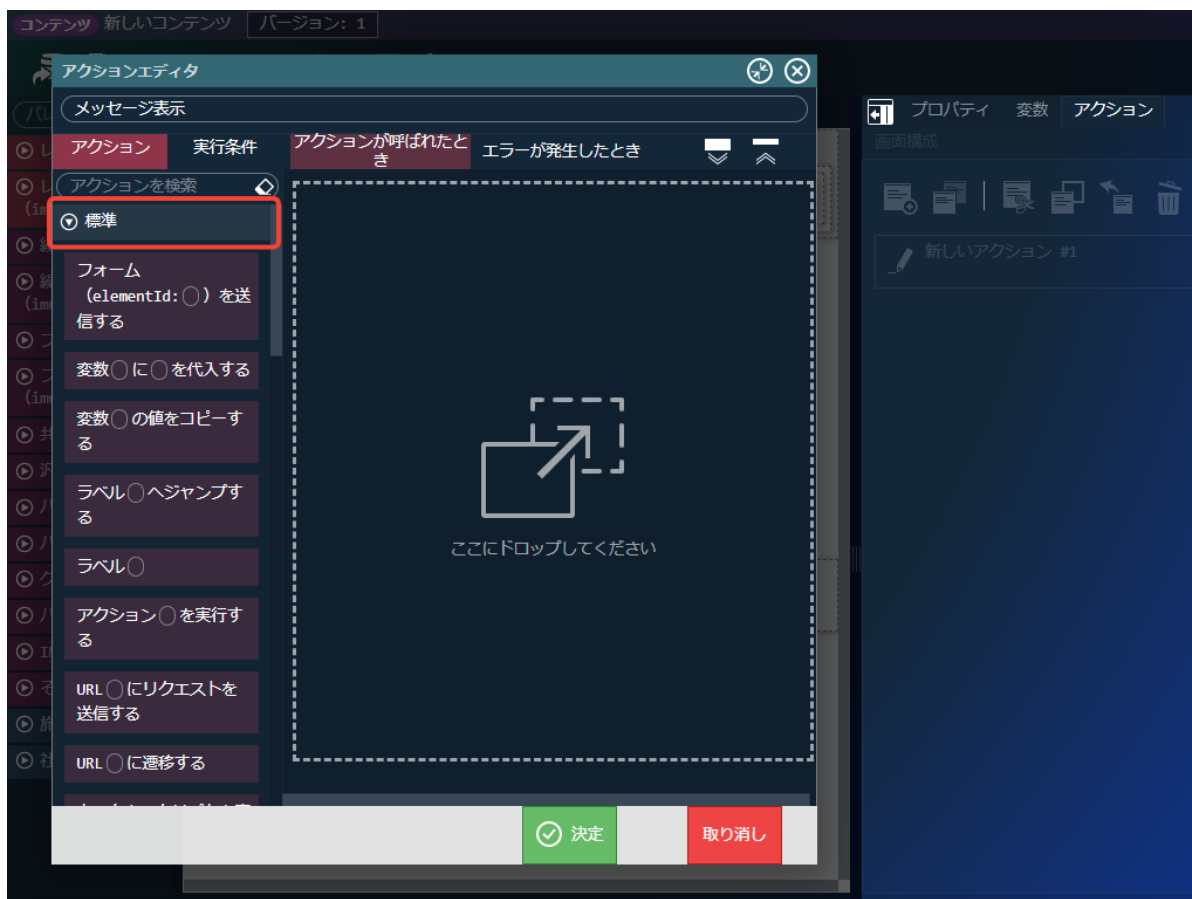 コンテンツ 新しいコンテンツ バージョン: 1
アクションエディタ
メッセージ表示
プロパティ 変数 アクション
画面構成
アクション 実行条件
アクションが呼ばれたと
き
エラーが発生したとき
アクションを検索
標準
フォーム
(elementId: ) を送
信する
変数 に を代入する
変数 の値をコピーす
る
ラベル へジャンプす
る
ラベル
アクション を実行す
る
URL にリクエストを
送信する
URL に遷移する
ここにドロップしてください
新しいアクション #1
決定
取り消し